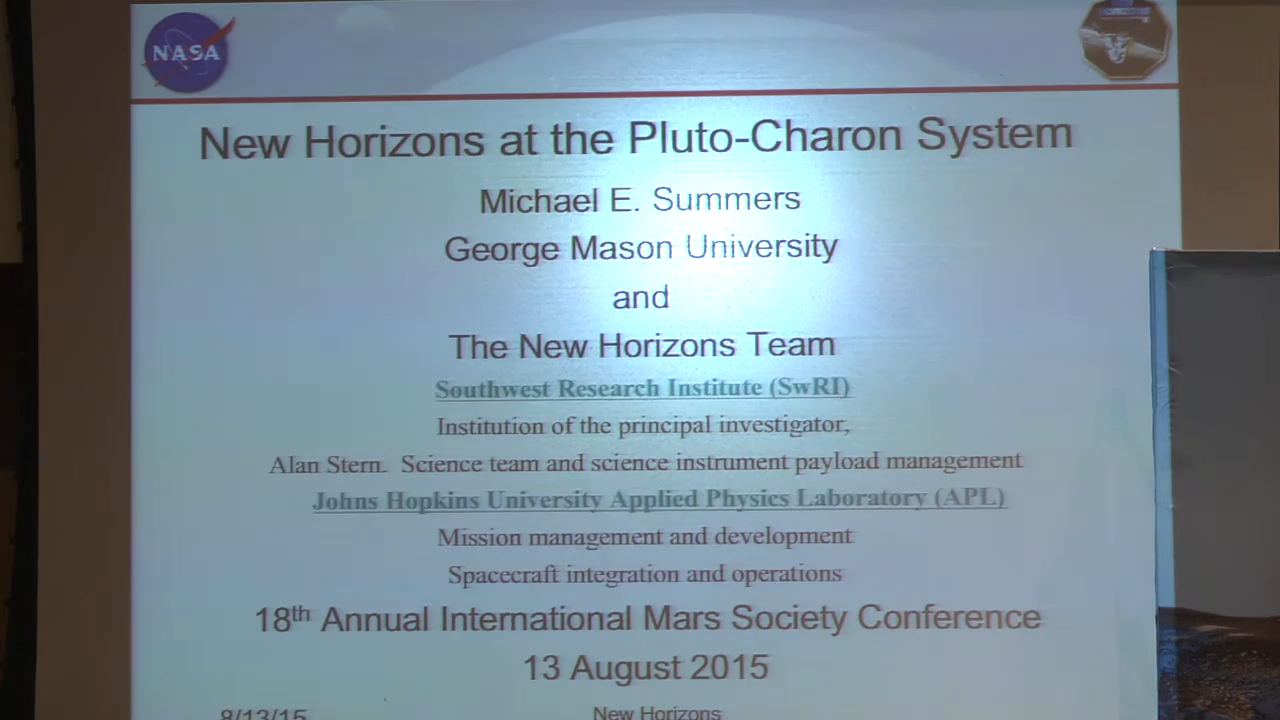 NASA
New Horizons at the Pluto-Charon System
Michael E. Summers
George Mason University
and
The New Horizons Team
Southwest Research Institute (SwRI)
Institution of the principal investigator,
Alan Stern. Science team and science instrument payload management
Johns Hopkins University Applied Physics Laboratory (APL)
Mission management and development
Spacecraft integration and operations
18th Annual International Mars Society Conference
13 August 2015
8/13/15
New Horizons